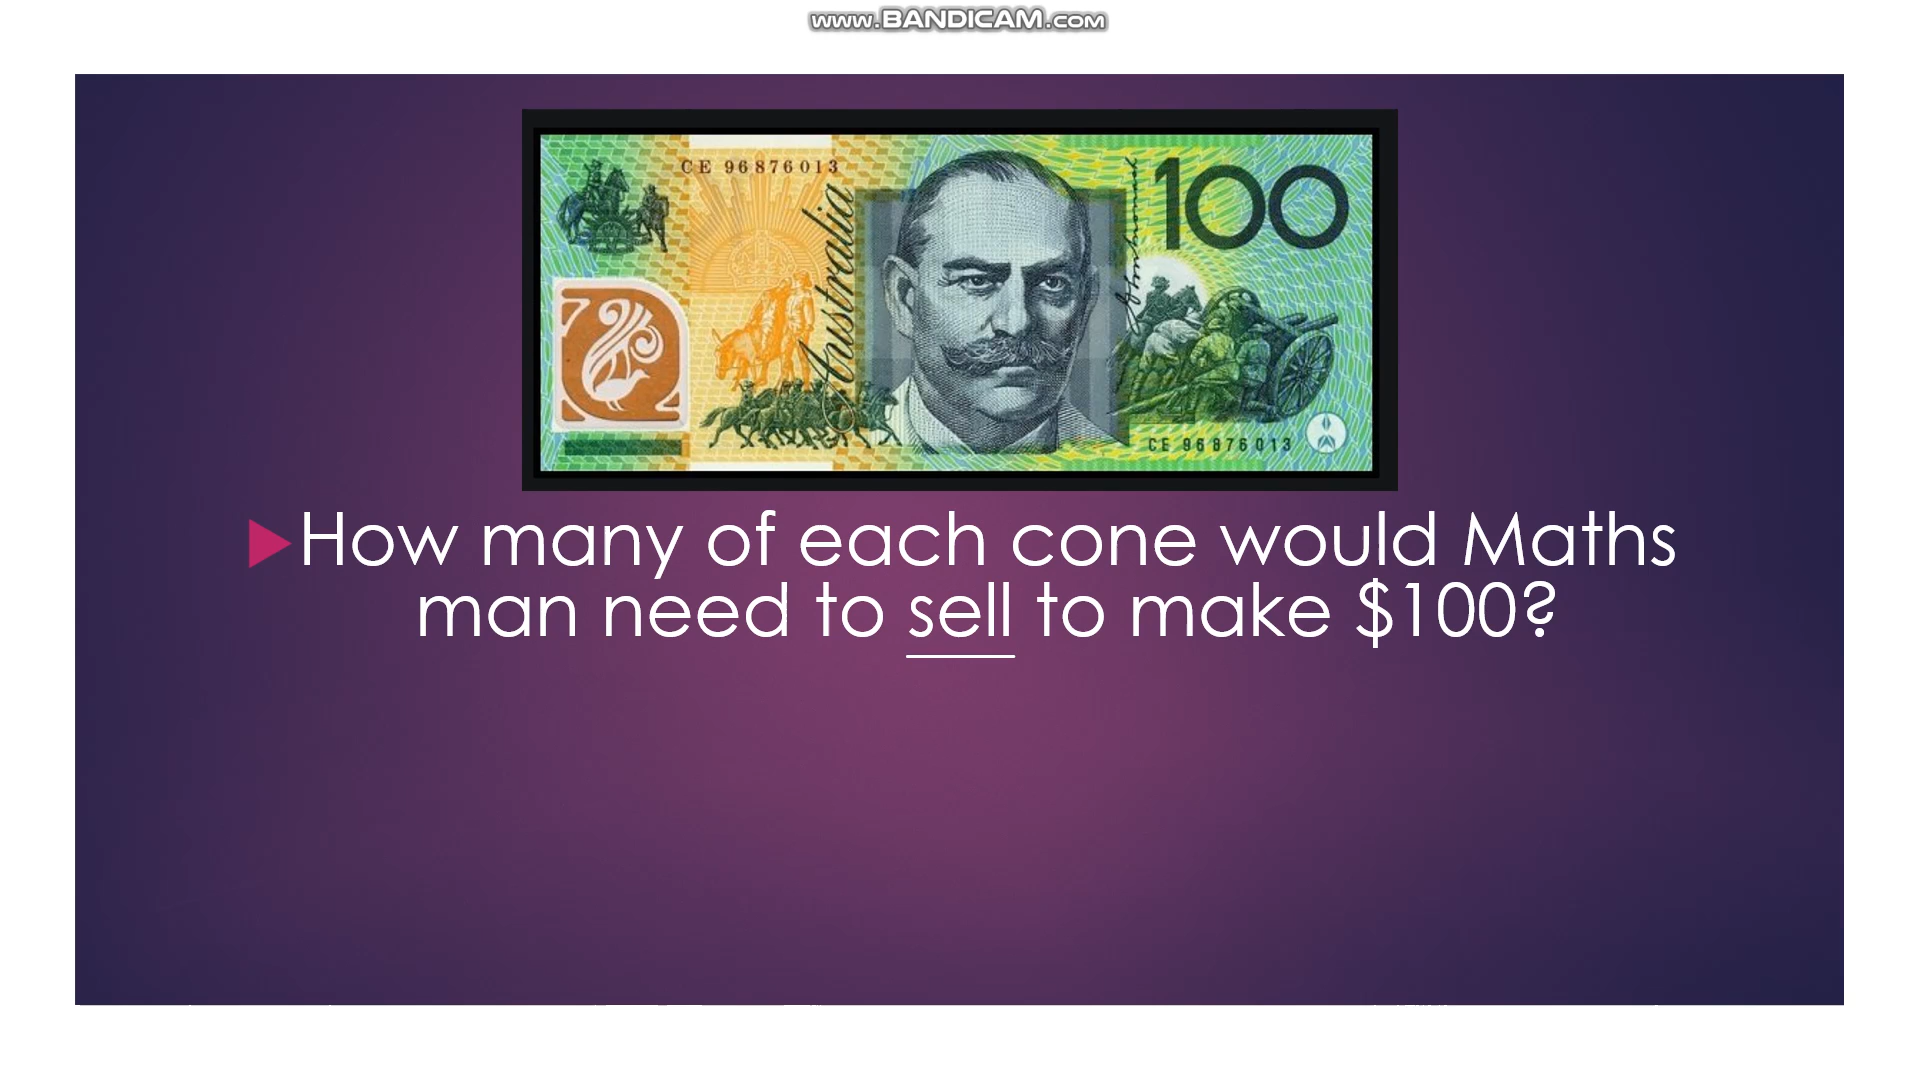 www.BANDICAM.com
CE 96876013
100
Australia
CE 96876013
How many of each cone would Maths
man need to sell to make $100?